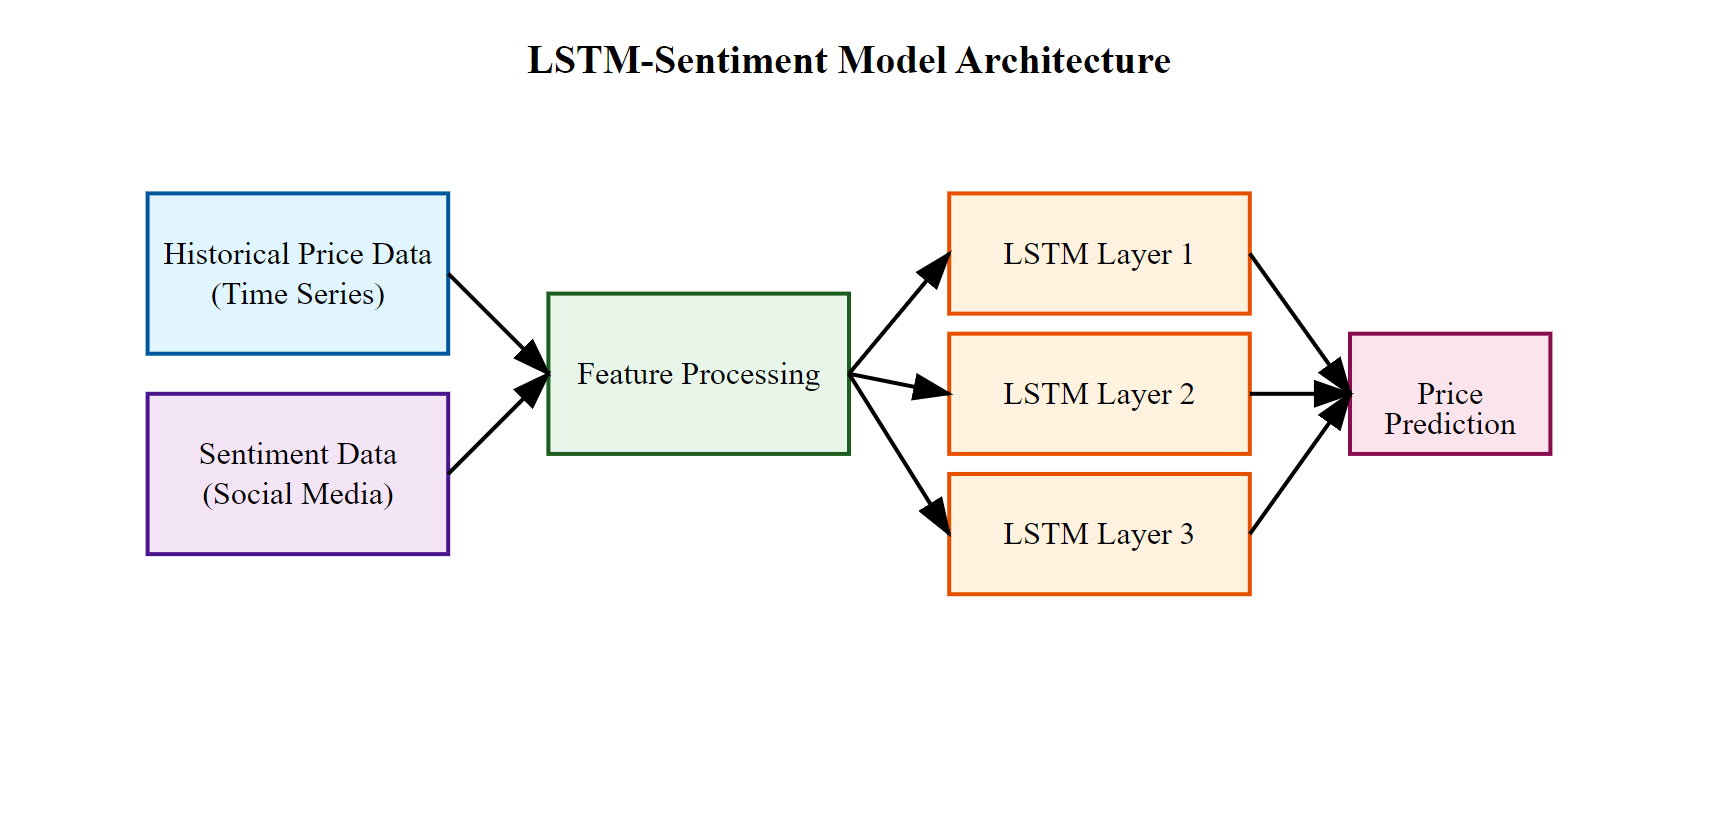 LSTM-Sentiment Model Architecture
Historical Price Data
(Time Series)
Sentiment Data
(Social Media)
Feature Processing
LSTM Layer 1
LSTM Layer 2
LSTM Layer 3
Price
Prediction